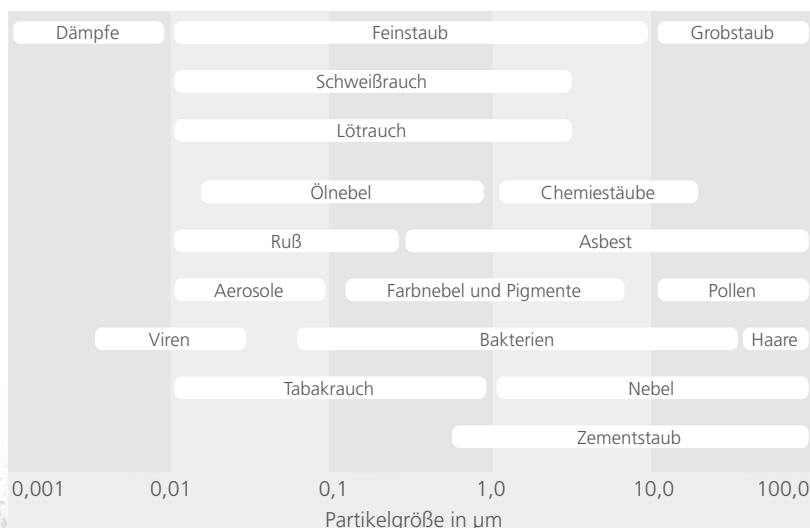 Dämpfe Feinstaub Grobstaub
Schweißrauch
Lötrauch
Ölnebel Chemiestäube
Ruß Asbest
Aerosole Farbnebel und Pigmente Pollen
Viren Bakterien Haare
Tabakrauch Nebel
Zementstaub
0,001 0,01 0,1 1,0 10,0 100,0
Partikelgröße in µm